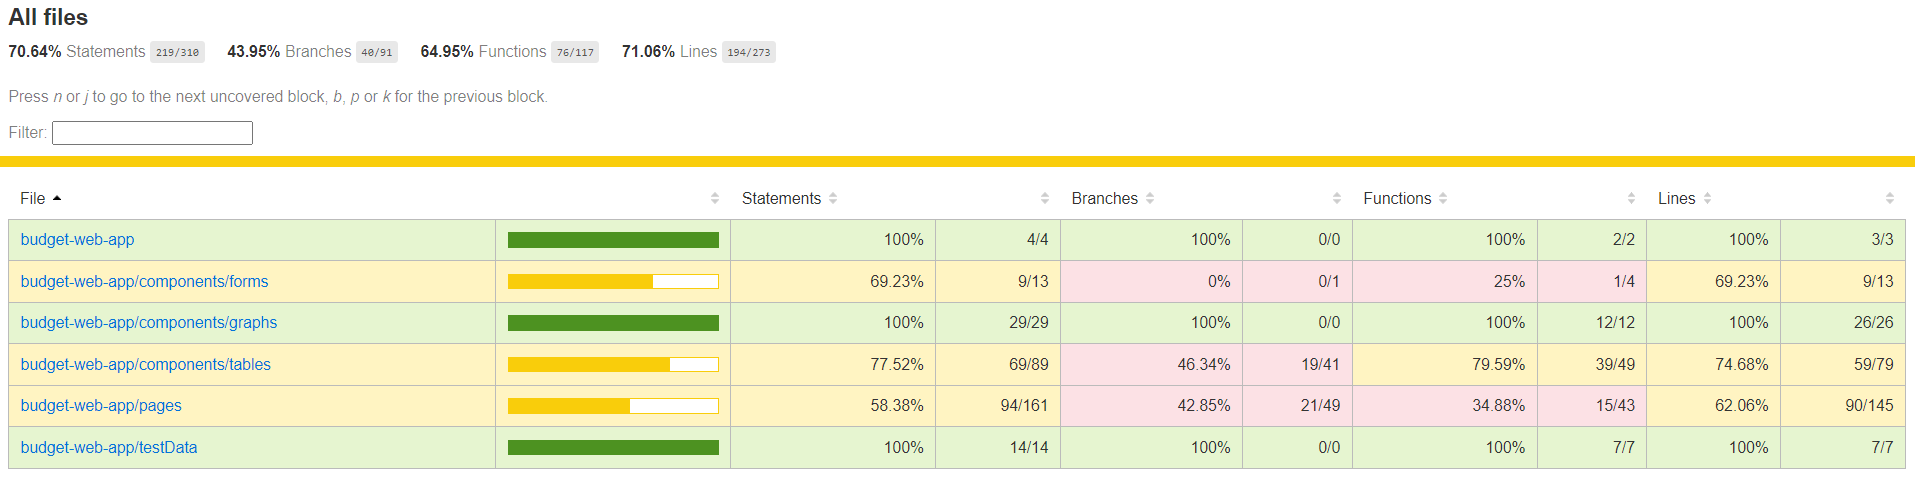 All files
70.64% Statements 219/310 43.95% Branches 40/91 64.95% Functions 76/117 71.06% Lines 194/273
Press n or j to go to the next uncovered block, b, p or k for the previous block.
Filter:
File Statements Branches Functions Lines
budget-web-app 100% 4/4 100% 0/0 100% 2/2 100% 3/3
budget-web-app/components/forms 69.23% 9/13 0% 0/1 25% 1/4 69.23% 9/13
budget-web-app/components/graphs 100% 29/29 100% 0/0 100% 12/12 100% 26/26
budget-web-app/components/tables 77.52% 69/89 46.34% 19/41 79.59% 39/49 74.68% 59/79
budget-web-app/pages 58.38% 94/161 42.85% 21/49 34.88% 15/43 62.06% 90/145
budget-web-app/testData 100% 14/14 100% 0/0 100% 7/7 100% 7/7